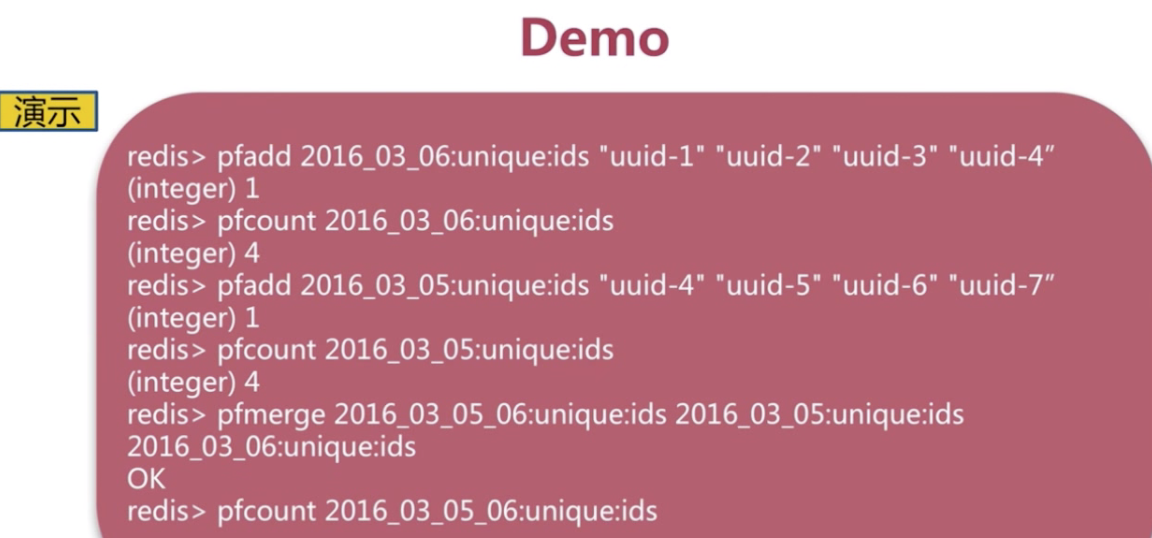 Demo
演示
redis> pfadd 2016_03_06:unique:ids "uuid-1" "uuid-2" "uuid-3" "uuid-4”
(integer) 1
redis> pfcount 2016_03_06:unique:ids
(integer) 4
redis> pfadd 2016_03_05:unique:ids "uuid-4" "uuid-5" "uuid-6" "uuid-7”
(integer) 1
redis> pfcount 2016_03_05:unique:ids
(integer) 4
redis> pfmerge 2016_03_05_06:unique:ids 2016_03_05:unique:ids
2016_03_06:unique:ids
OK
redis> pfcount 2016_03_05_06:unique:ids